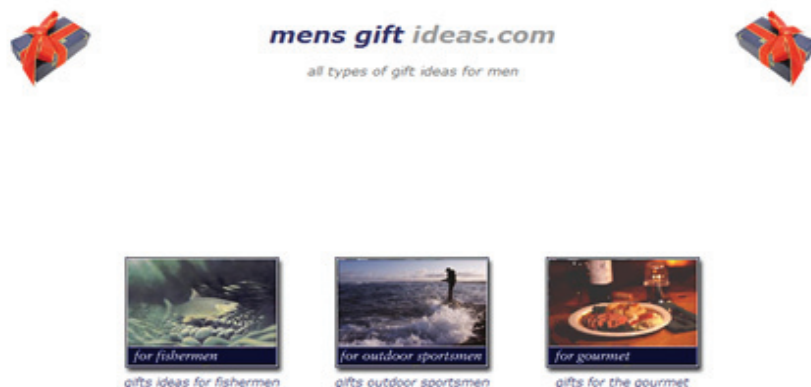 mens gift ideas.com
all types of gift ideas for men
for fishermen
for outdoor sportsmen
for gourmet
gifts ideas for fishermen
gifts outdoor sportsmen
gifts for the gourmet